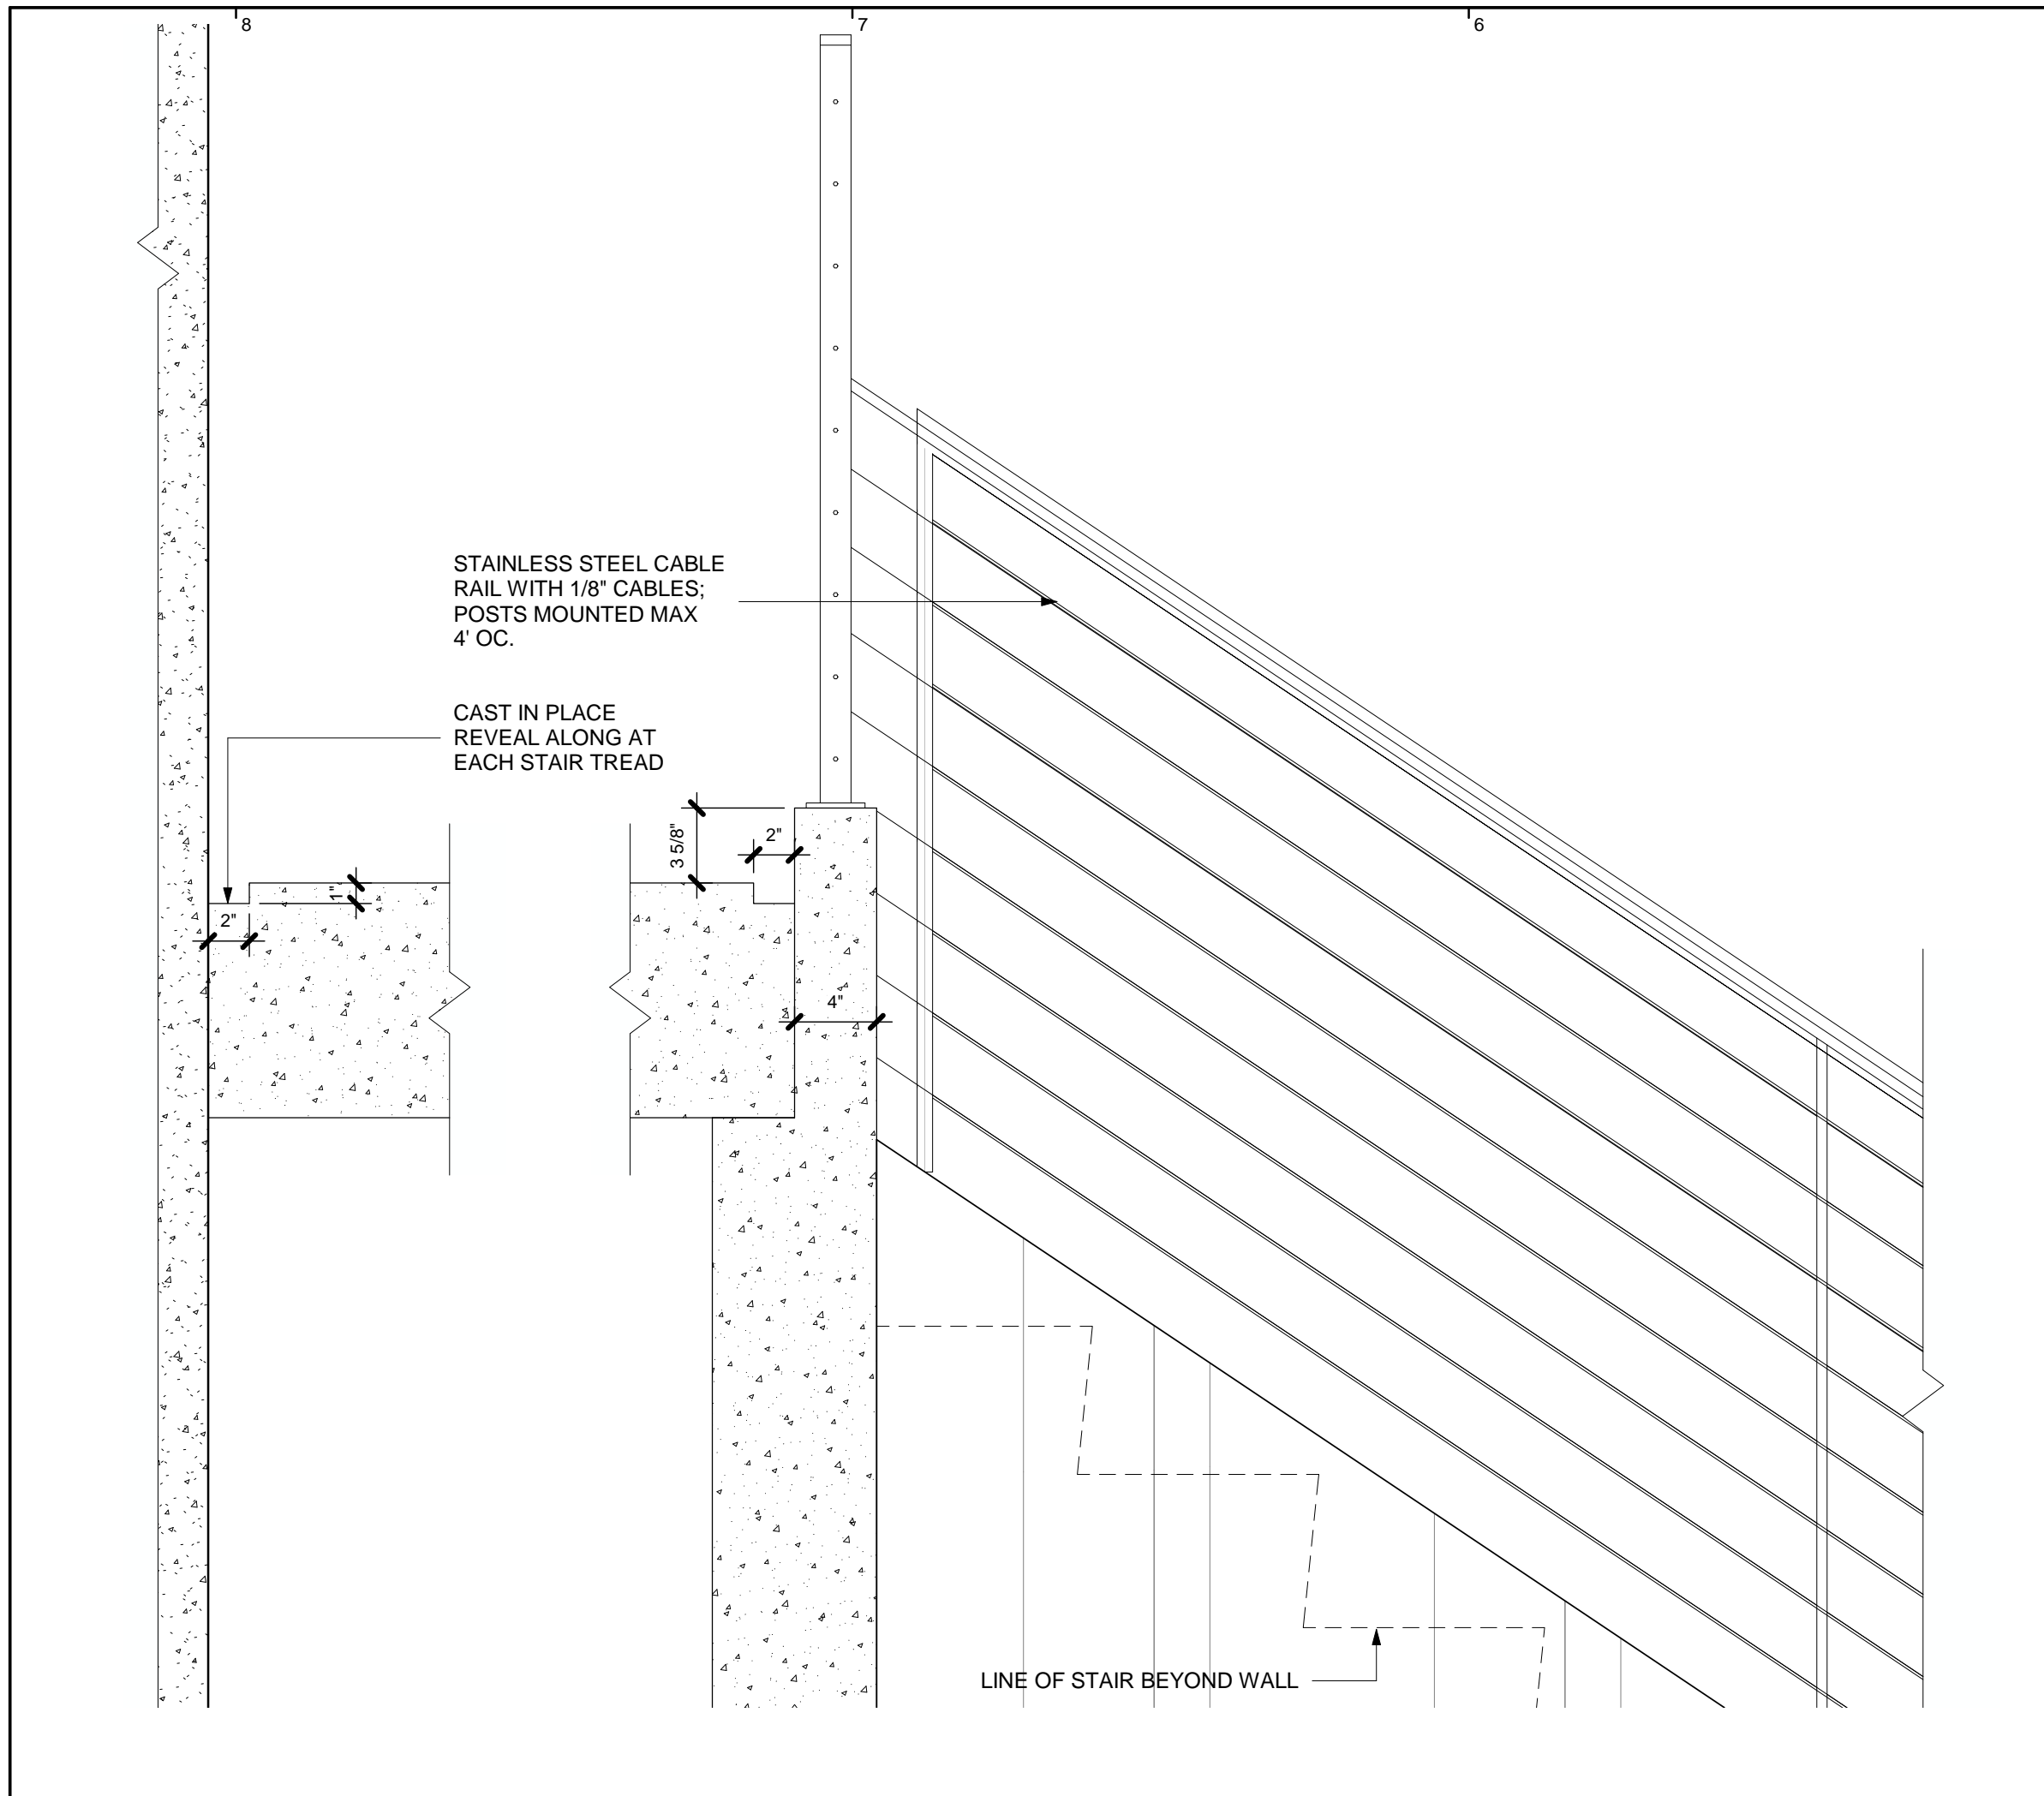 8
7
6
STAINLESS STEEL CABLE
RAIL WITH 1/8" CABLES;
POSTS MOUNTED MAX
4' OC.
CAST IN PLACE
REVEAL ALONG AT
EACH STAIR TREAD
3 5/8"
2"
1"
2"
4"
LINE OF STAIR BEYOND WALL